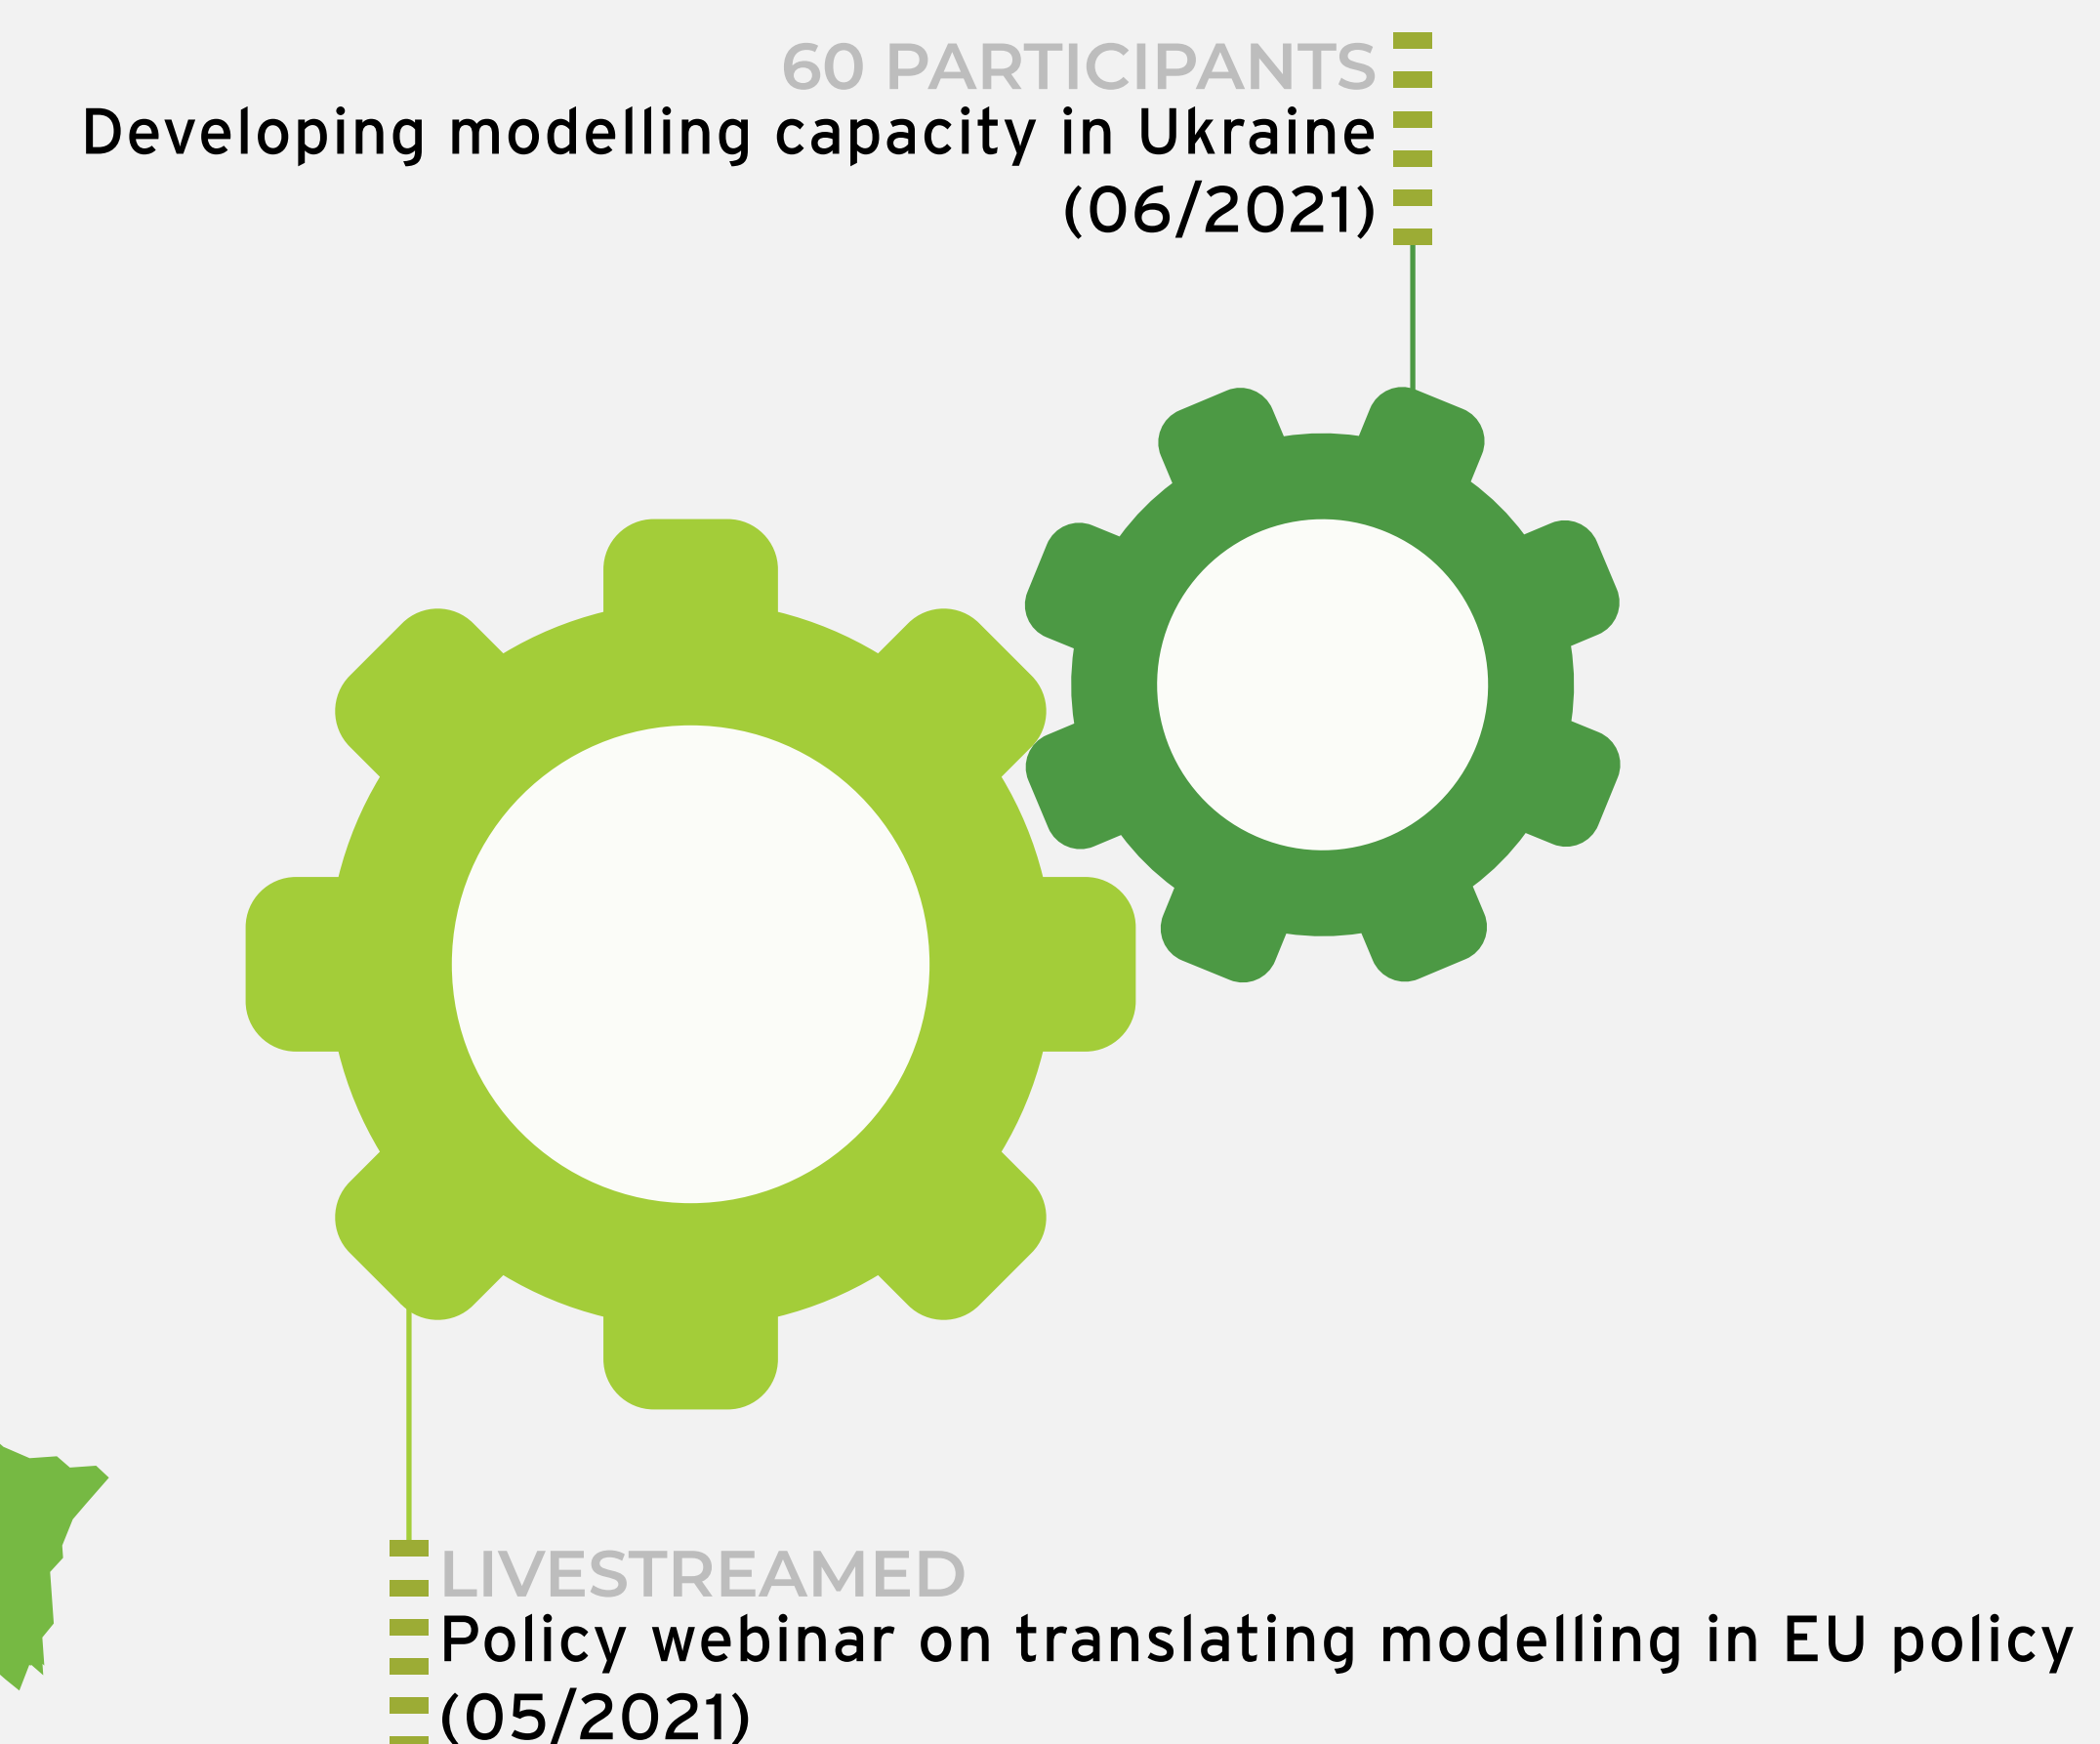 60 PARTICIPANTS
Developing modelling capacity in Ukraine
(06/2021)
LIVESTREAMED
Policy webinar on translating modelling in EU policy
(05/2021)